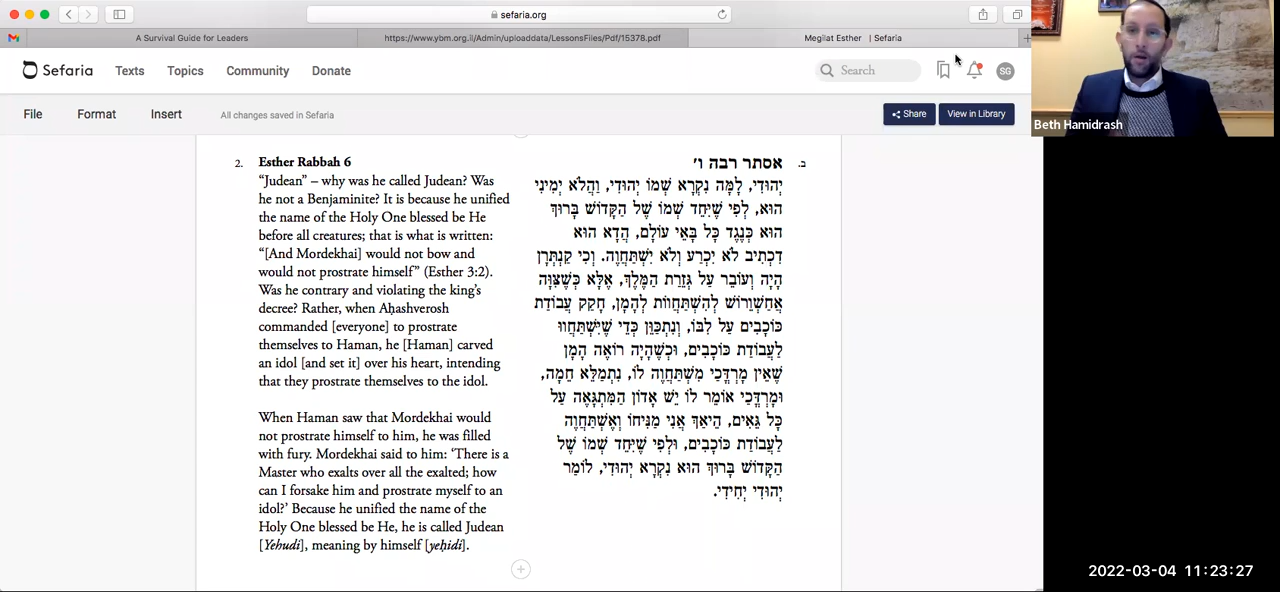 sefaria.org
A Survival Guide for Leaders
https://www.ybm.org.il/Admin/uploaddata/LessonsFiles/Pdf/15378.pdf
Megilat Esther | Sefaria
Sefaria
Texts
Topics
Community
Donate
Search
SG
File
Format
Insert
All changes saved in Sefaria
Share
View in Library
Beth Hamidrash
2. Esther Rabbah 6
“Judean” – why was he called Judean? Was
he not a Benjaminite? It is because he unified
the name of the Holy One blessed be He
before all creatures; that is what is written:
“[And Mordekhai] would not bow and
would not prostrate himself” (Esther 3:2).
Was he contrary and violating the king’s
decree? Rather, when Aḥashverosh
commanded [everyone] to prostrate
themselves to Haman, he [Haman] carved
an idol [and set it] over his heart, intending
that they prostrate themselves to the idol.
When Haman saw that Mordekhai would
not prostrate himself to him, he was filled
with fury. Mordekhai said to him: ‘There is a
Master who exalts over all the exalted; how
can I forsake him and prostrate myself to an
idol?’ Because he unified the name of the
Holy One blessed be He, he is called Judean
[Yehudi], meaning by himself [yeḥidi].
ב. אסתר רבה ו׳
יְהוּדִי, לָמָּה נִקְרָא שְׁמוֹ יְהוּדִי, וַהֲלֹא יְמִינִי
הוּא, לְפִי שֶׁיִּחֵד שְׁמוֹ שֶׁל הַקָּדוֹשׁ בָּרוּךְ
הוּא כְּנֶגֶד כָּל בָּאֵי עוֹלָם, הֲדָא הוּא
דִכְתִיב לֹא יִכְרַע וְלֹא יִשְׁתַּחֲוֶה. וְכִי קַנְתְּרָן
הָיָה וְעוֹבֵר עַל גְּזֵרַת הַמֶּלֶךְ, אֶלָּא כְּשֶׁצִּוָּה
אֲחַשְׁוֵרוֹשׁ לְהִשְׁתַּחֲווֹת לְהָמָן, חָקַק עֲבוֹדַת
כּוֹכָבִים עַל לִבּוֹ, וְנִתְכַּוֵּן כְּדֵי שֶׁיִּשְׁתַּחֲווּ
לַעֲבוֹדַת כּוֹכָבִים, וּכְשֶׁהָיָה רוֹאֶה הָמָן
שֶׁאֵין מָרְדֳּכַי מִשְׁתַּחֲוֶה לוֹ, נִתְמַלֵּא חֵמָה,
וּמָרְדֳּכַי אוֹמֵר לוֹ יֵשׁ אָדוֹן הַמִּתְגָּאֶה עַל
כָּל גֵּאִים, הֵיאַךְ אֲנִי מַנִּיחוֹ וְאֶשְׁתַּחֲוֶה
לַעֲבוֹדַת כּוֹכָבִים, וּלְפִי שֶׁיִּחֵד שְׁמוֹ שֶׁל
הַקָּדוֹשׁ בָּרוּךְ הוּא נִקְרָא יְהוּדִי, לוֹמַר
יְהוּדִי יְחִידִי.
2022-03-04 11:23:27